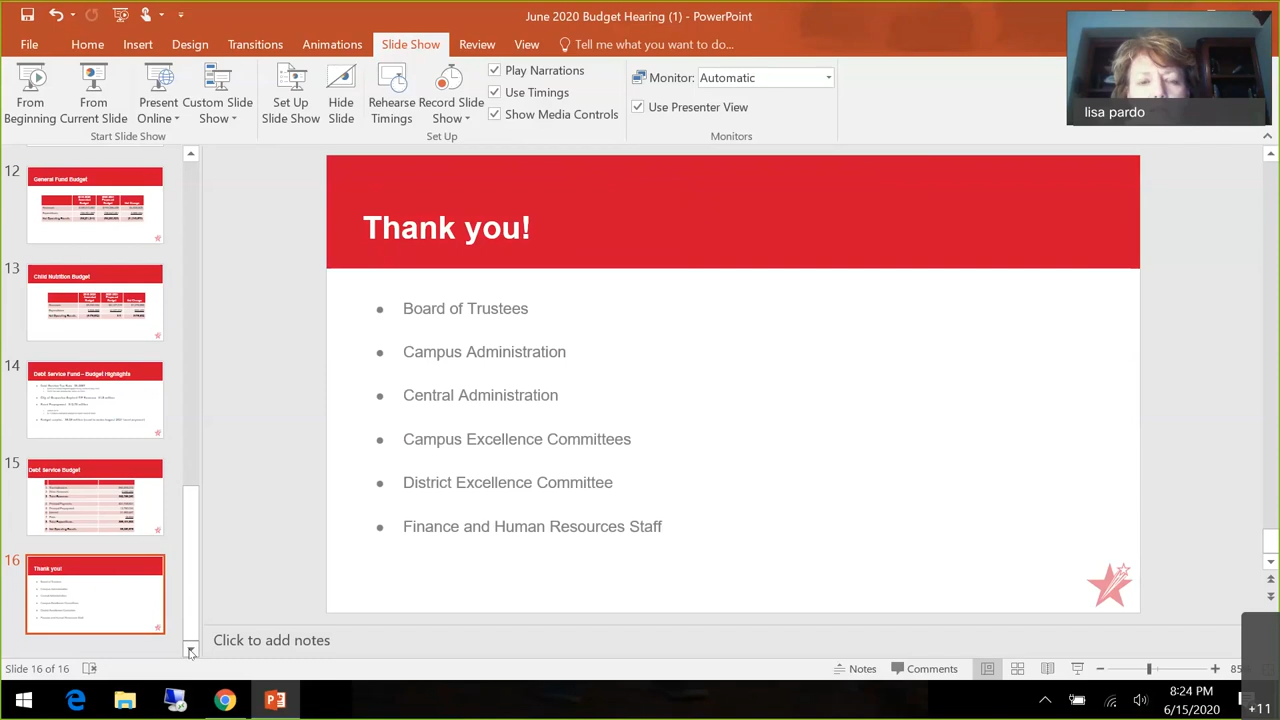 June 2020 Budget Hearing (1) - PowerPoint
File Home Insert Design Transitions Animations Slide Show Review View Tell me what you want to do...
From Beginning
From Current Slide
Present Online
Custom Slide Show
Start Slide Show
Set Up Slide Show
Hide Slide
Rehearse Timings
Record Slide Show
Play Narrations
Use Timings
Show Media Controls
Set Up
Monitor: Automatic
Use Presenter View
Monitors
lisa pardo
12
General Fund Budget
13
Child Nutrition Budget
14
Debt Service Fund – Budget Highlights
15
Debt Service Budget
16
Thank you!
Thank you!
Board of Trustees
Campus Administration
Central Administration
Campus Excellence Committees
District Excellence Committee
Finance and Human Resources Staff
Click to add notes
Slide 16 of 16
Notes
Comments
8:24 PM
6/15/2020
+11